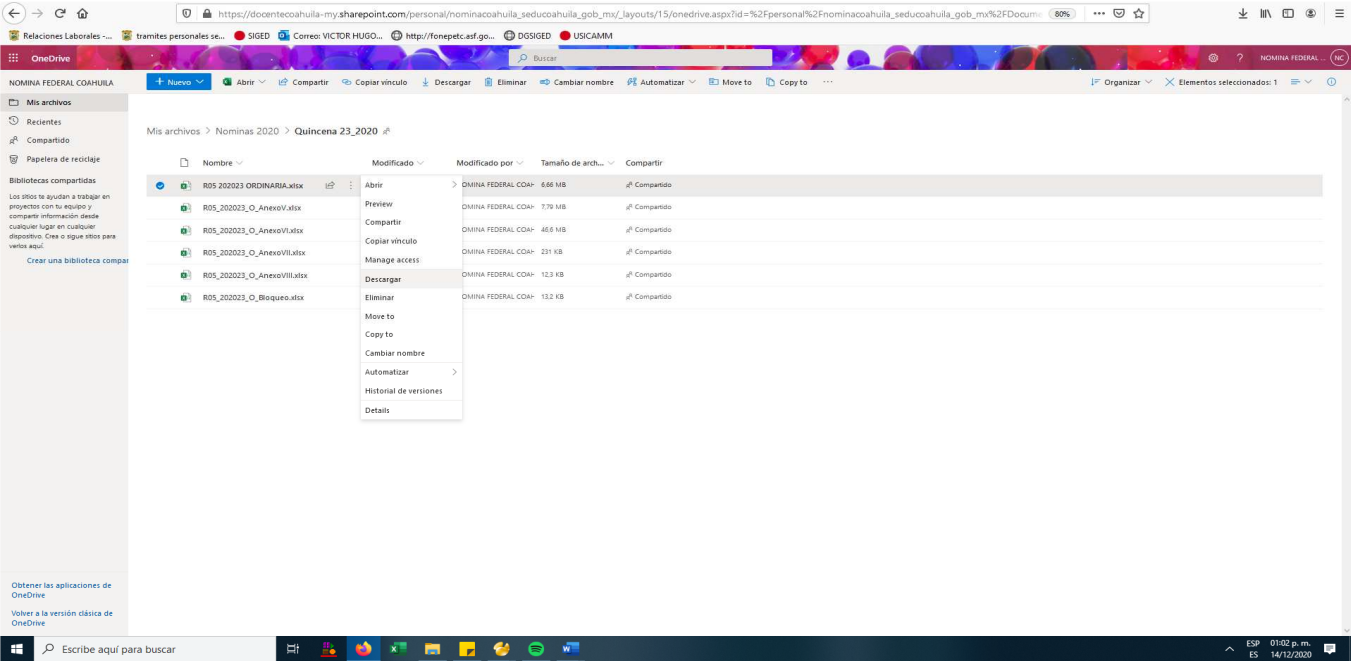 https://docentecoahuila-my.sharepoint.com/personal/nominacoahuila_seducoahuila_gob_mx/_layouts/15/onedrive.aspx?id=%2Fpersonal%2Fnominacoahuila_seducoahuila_gob_mx%2FDocume 80%
Relaciones Laborales -... tramites personales se... SIGED Correo: VICTOR HUGO... http://fonepetc.asf.go... DGSIGED USICAMM
OneDrive Buscar ? NOMINA FEDERAL ... NC
NOMINA FEDERAL COAHUILA + Nuevo Abrir Compartir Copiar vínculo Descargar Eliminar Cambiar nombre Automatizar Move to Copy to ... Organizar Elementos seleccionados: 1
Mis archivos
Recientes
Compartido
Papelera de reciclaje
Bibliotecas compartidas
Los sitios te ayudan a trabajar en
proyectos con tu equipo y
compartir información desde
cualquier lugar en cualquier
dispositivo. Crea o sigue sitios para
verlos aquí.
Crear una biblioteca compar
Obtener las aplicaciones de
OneDrive
Volver a la versión clásica de
OneDrive
Mis archivos > Nominas 2020 > Quincena 23_2020
Nombre Modificado Modificado por Tamaño de arch... Compartir
R05 202023 ORDINARIA.xlsx OMINA FEDERAL COAH 6,66 MB Compartido
R05_202023_O_AnexoV.xlsx OMINA FEDERAL COAH 7,79 MB Compartido
R05_202023_O_AnexoVI.xlsx OMINA FEDERAL COAH 46,6 MB Compartido
R05_202023_O_AnexoVII.xlsx OMINA FEDERAL COAH 231 KB Compartido
R05_202023_O_AnexoVIII.xlsx OMINA FEDERAL COAH 12,3 KB Compartido
R05_202023_O_Bloqueo.xlsx OMINA FEDERAL COAH 13,2 KB Compartido
Abrir
Preview
Compartir
Copiar vínculo
Manage access
Descargar
Eliminar
Move to
Copy to
Cambiar nombre
Automatizar
Historial de versiones
Details
Escribe aquí para buscar
ESP 01:02 p. m.
ES 14/12/2020